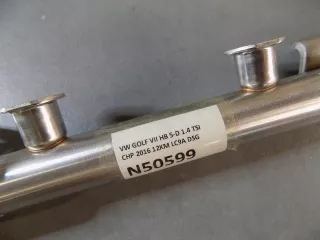 VW GOLF VII HB 5-D 1.4 TSI
CHP 2016 12KM LC9A DSG
N50599